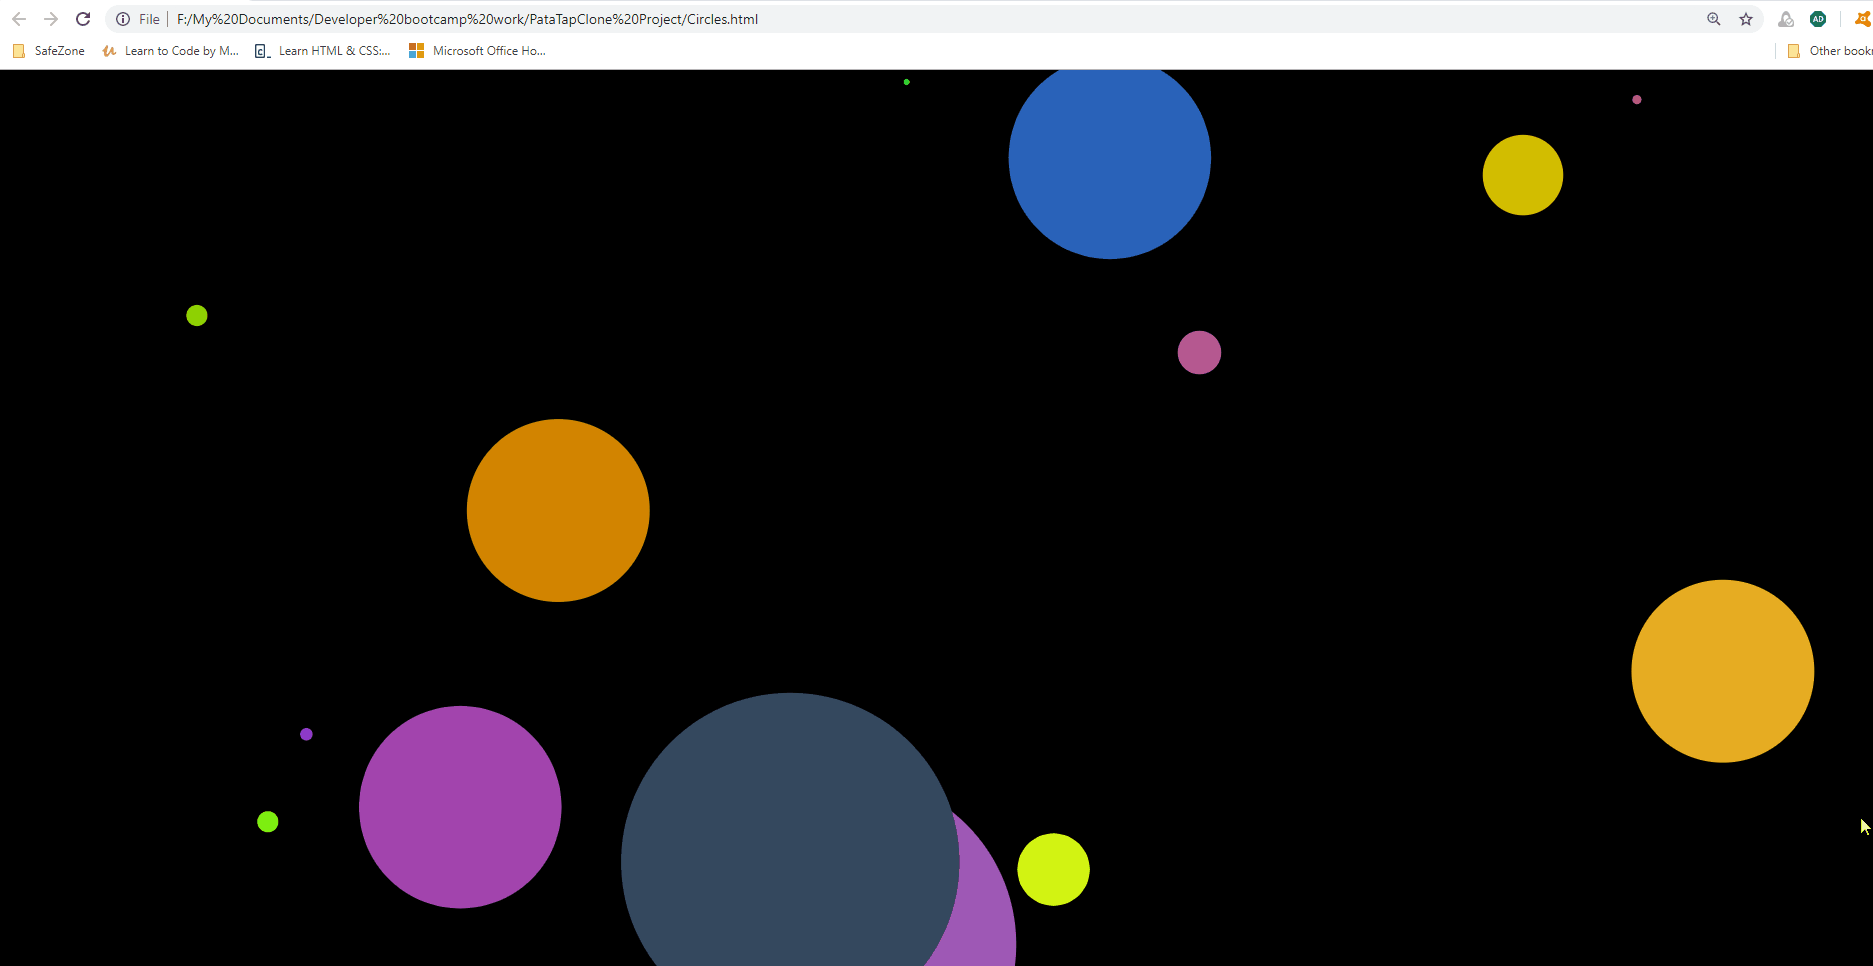 File F:/My%20Documents/Developer%20bootcamp%20work/PataTapClone%20Project/Circles.html AD
SafeZone Learn to Code by M... Learn HTML & CSS:... Microsoft Office Ho... Other book